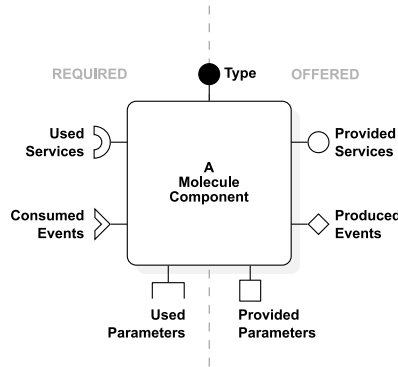 REQUIRED
OFFERED
Type
Used
Services
Provided
Services
A
Molecule
Component
Consumed
Events
Produced
Events
Used
Parameters
Provided
Parameters